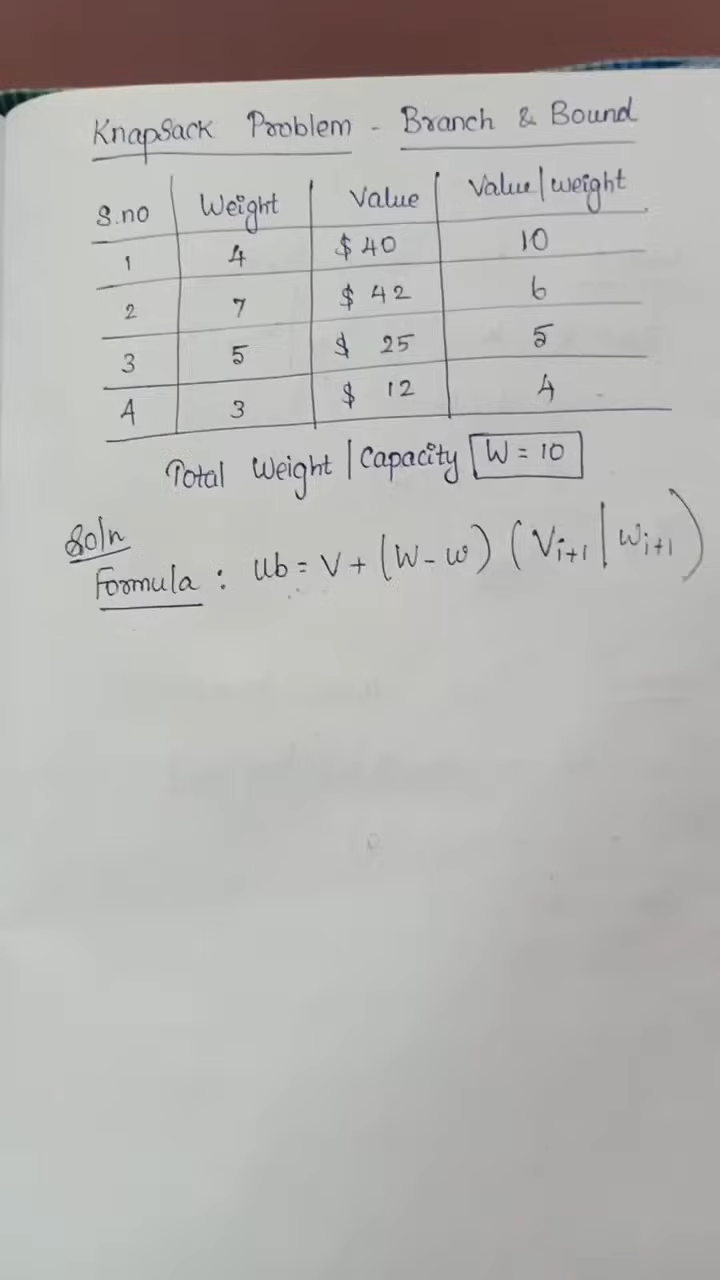 Knapsack Problem - Branch & Bound
S.no Weight Value Value/weight
1 4 $40 10
2 7 $42 6
3 5 $ 25 5
4 3 $ 12 4
Total Weight / Capacity W = 10
Soln
Formula : ub = V + (W - w) (Vi+1 / Wi+1)